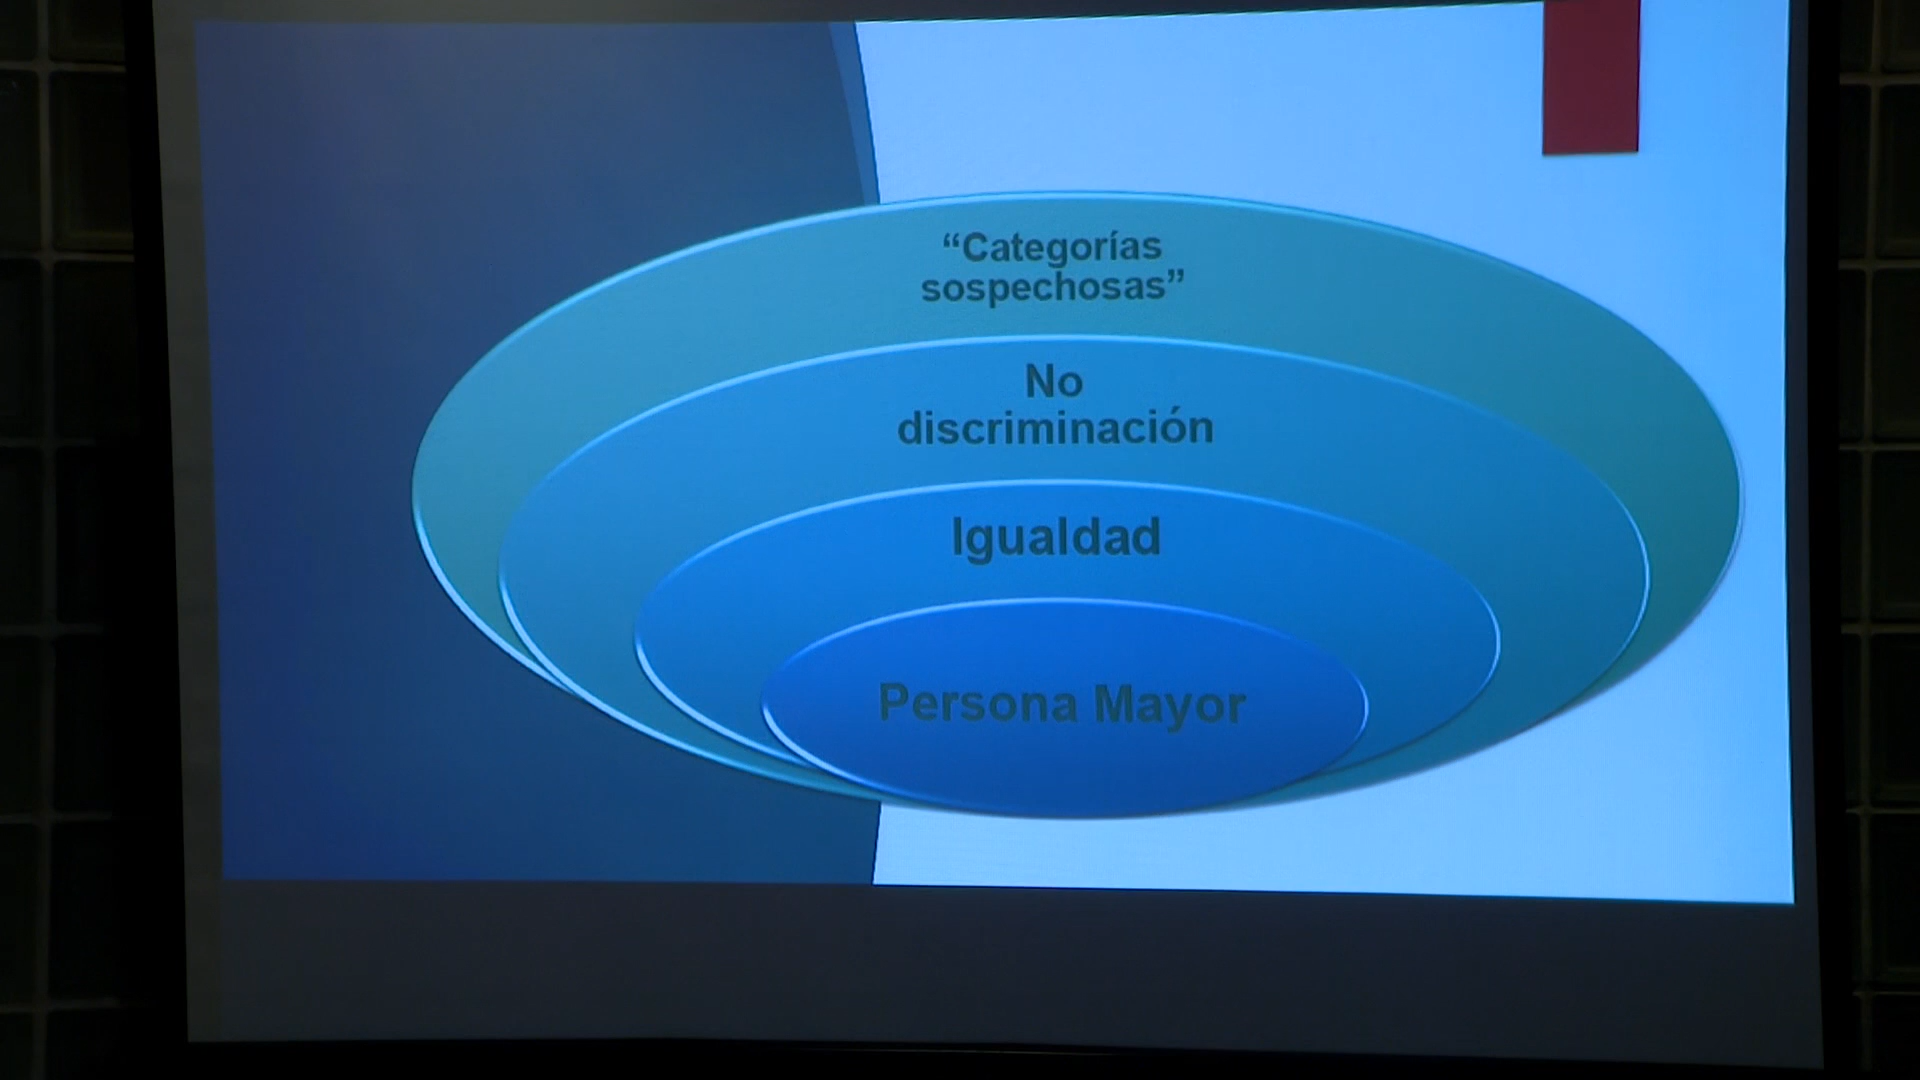 “Categorías
sospechosas”
No
discriminación
Igualdad
Persona Mayor